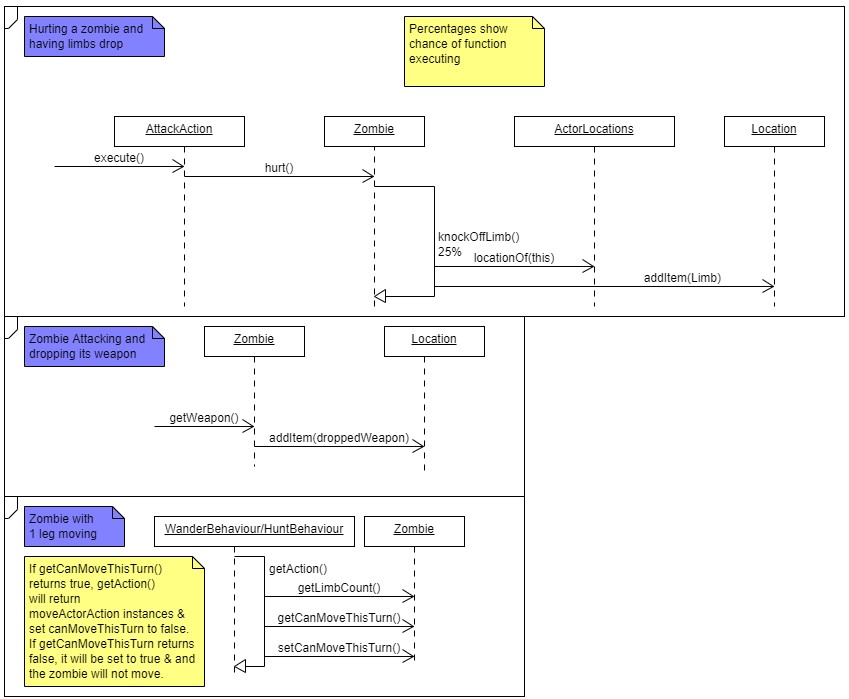 Hurting a zombie and
having limbs drop
Percentages show
chance of function
executing
AttackAction
Zombie
ActorLocations
Location
execute()
hurt()
knockOffLimb()
25%
locationOf(this)
addItem(Limb)
Zombie Attacking and
dropping its weapon
Zombie
Location
getWeapon()
addItem(droppedWeapon)
Zombie with
1 leg moving
WanderBehaviour/HuntBehaviour
Zombie
If getCanMoveThisTurn()
returns true, getAction()
will return
moveActorAction instances &
set canMoveThisTurn to false.
If getCanMoveThisTurn returns
false, it will be set to true & and
the zombie will not move.
getAction()
getLimbCount()
getCanMoveThisTurn()
setCanMoveThisTurn()